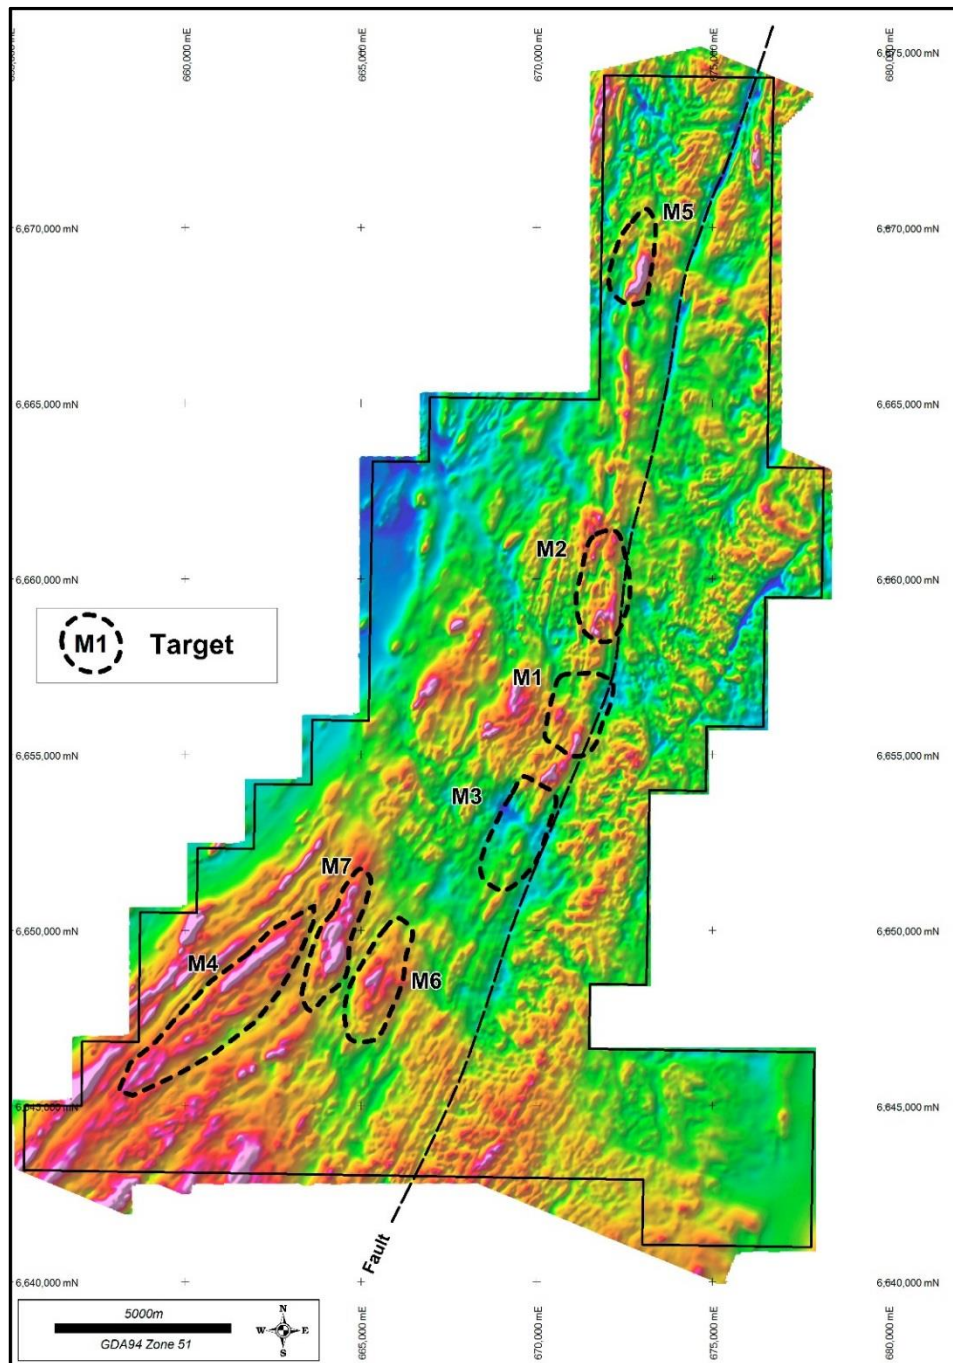 660,000 mE
665,000 mE
670,000 mE
675,000 mE
680,000 mE
6,675,000 mN
6,670,000 mN
M5
6,670,000 mN
6,665,000 mN
6,665,000 mN
M2
6,660,000 mN
6,660,000 mN
M1 Target
M1
6,655,000 mN
6,655,000 mN
M3
M7
6,650,000 mN
6,650,000 mN
M4
M6
6,645,000 mN
6,645,000 mN
Fault
6,640,000 mN
6,640,000 mN
5000m
GDA94 Zone 51
N
W E
S
665,000 mE
670,000 mE
675,000 mE
680,000 mE